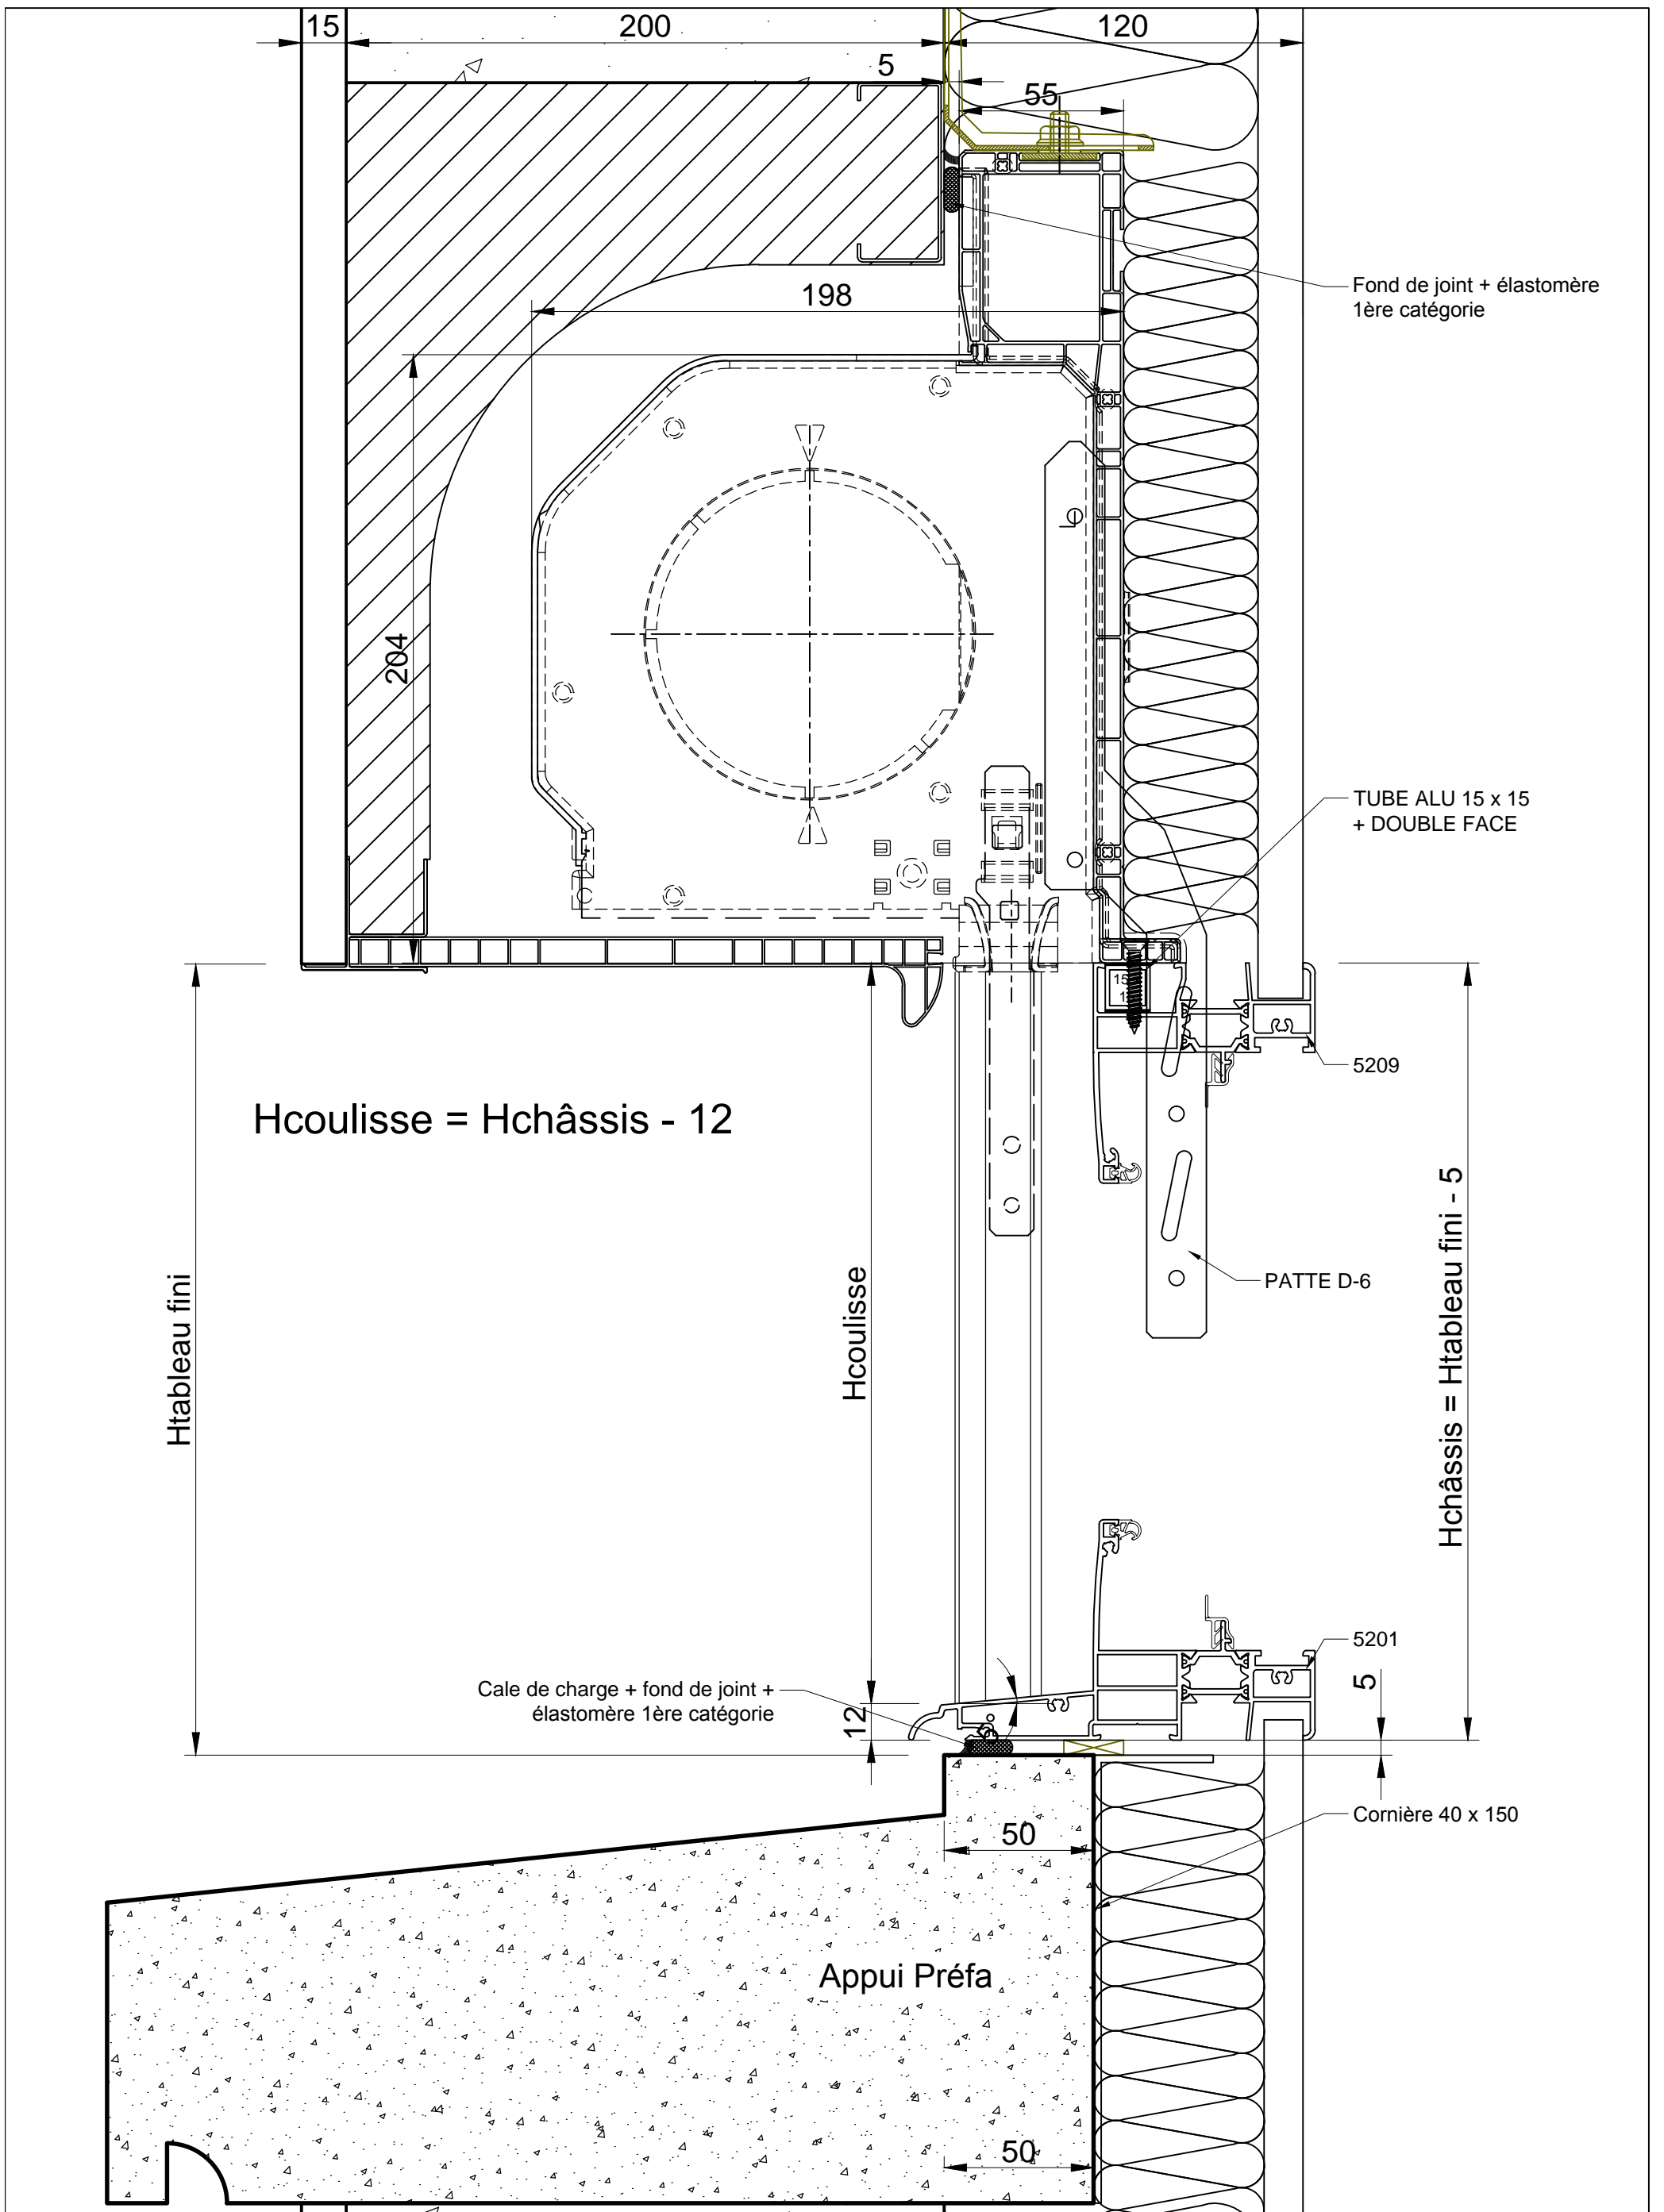 15
200
120
5
55
198
Fond de joint + élastomère
1ère catégorie
204
TUBE ALU 15 x 15
+ DOUBLE FACE
15
5209
Hcoulisse = Hchâssis - 12
PATTE D-6
Htableau fini
Hcoulisse
Hchâssis = Htableau fini - 5
5201
Cale de charge + fond de joint +
élastomère 1ère catégorie
12
5
Cornière 40 x 150
50
Appui Préfa
50